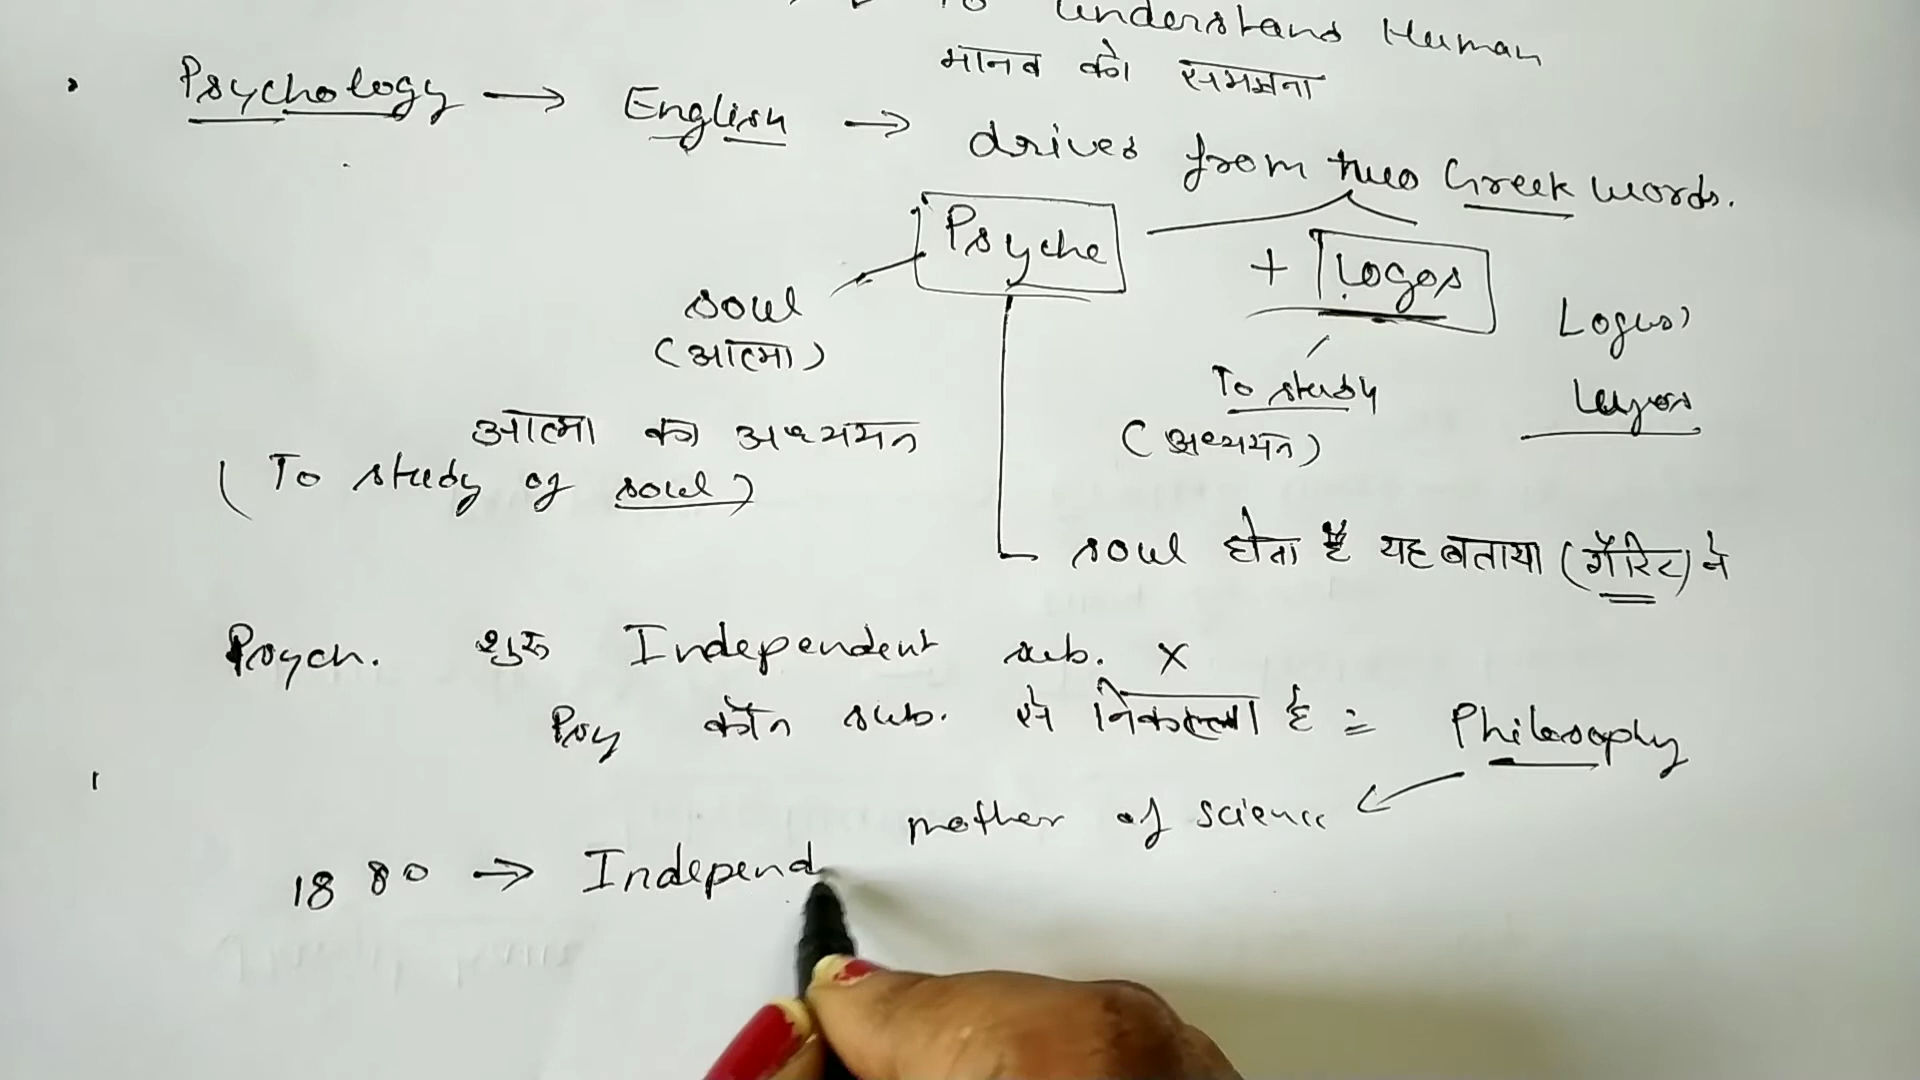 To Understand Human
मानव को समझना
Psychology → English → drives from two Greek words.
Psyche + Logos
soul
(आत्मा)
Logus)
To study
(अध्ययन)
Logos
आत्मा का अध्ययन
(To study of soul)
soul होता है यह बताया (गैरिट) ने
Psych. शुरू Independent sub. X
Psy कौन sub. से निकला है = Philosophy
mother of science
1880 → Independ